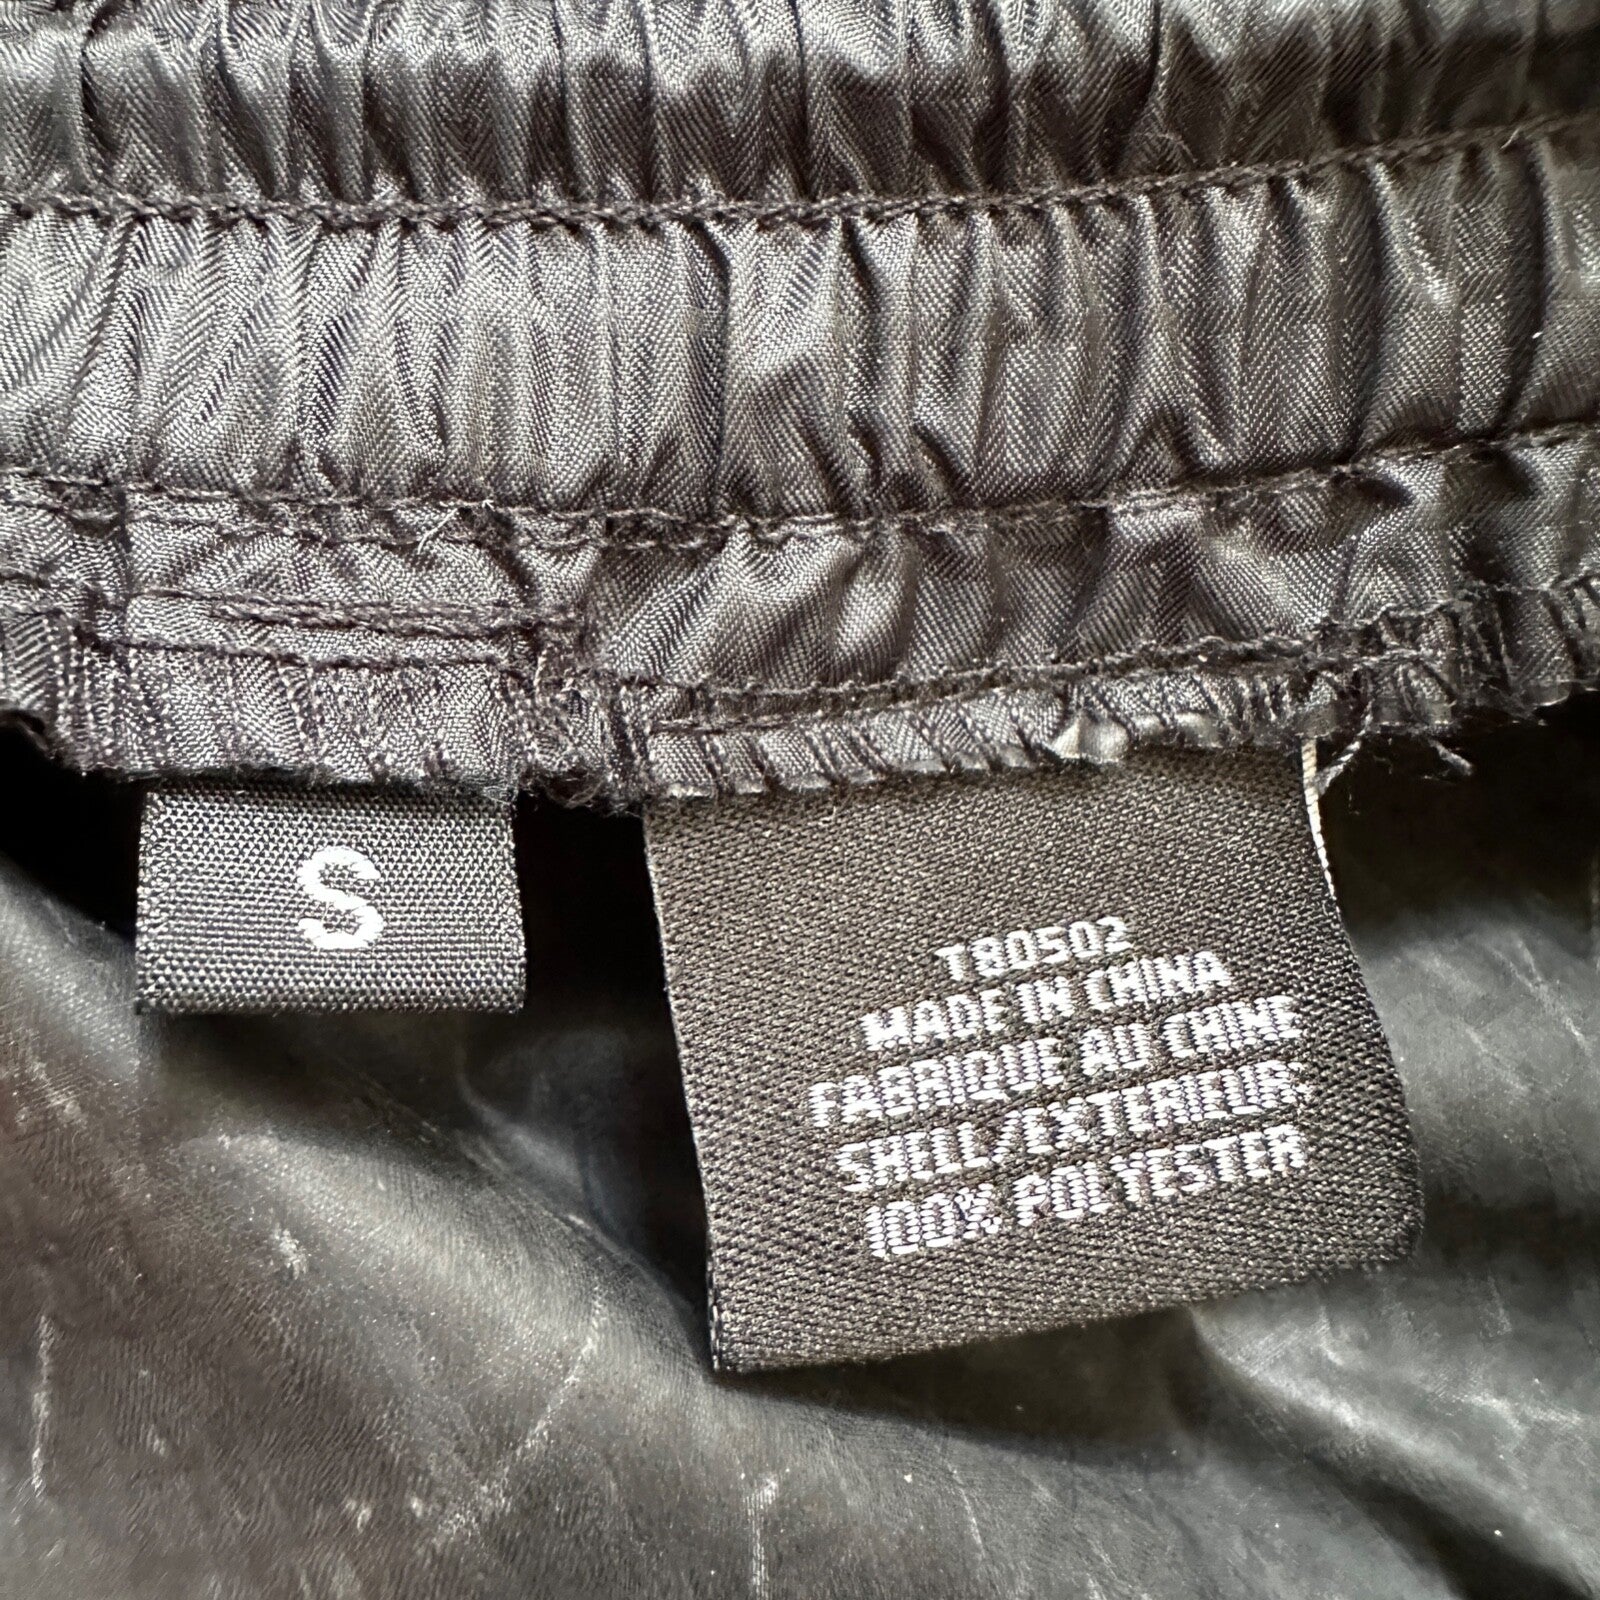 S
T80502
MADE IN CHINA
FABRIQUE AU CHINE
SHELL/EXTERIEUR:
100% POLYESTER